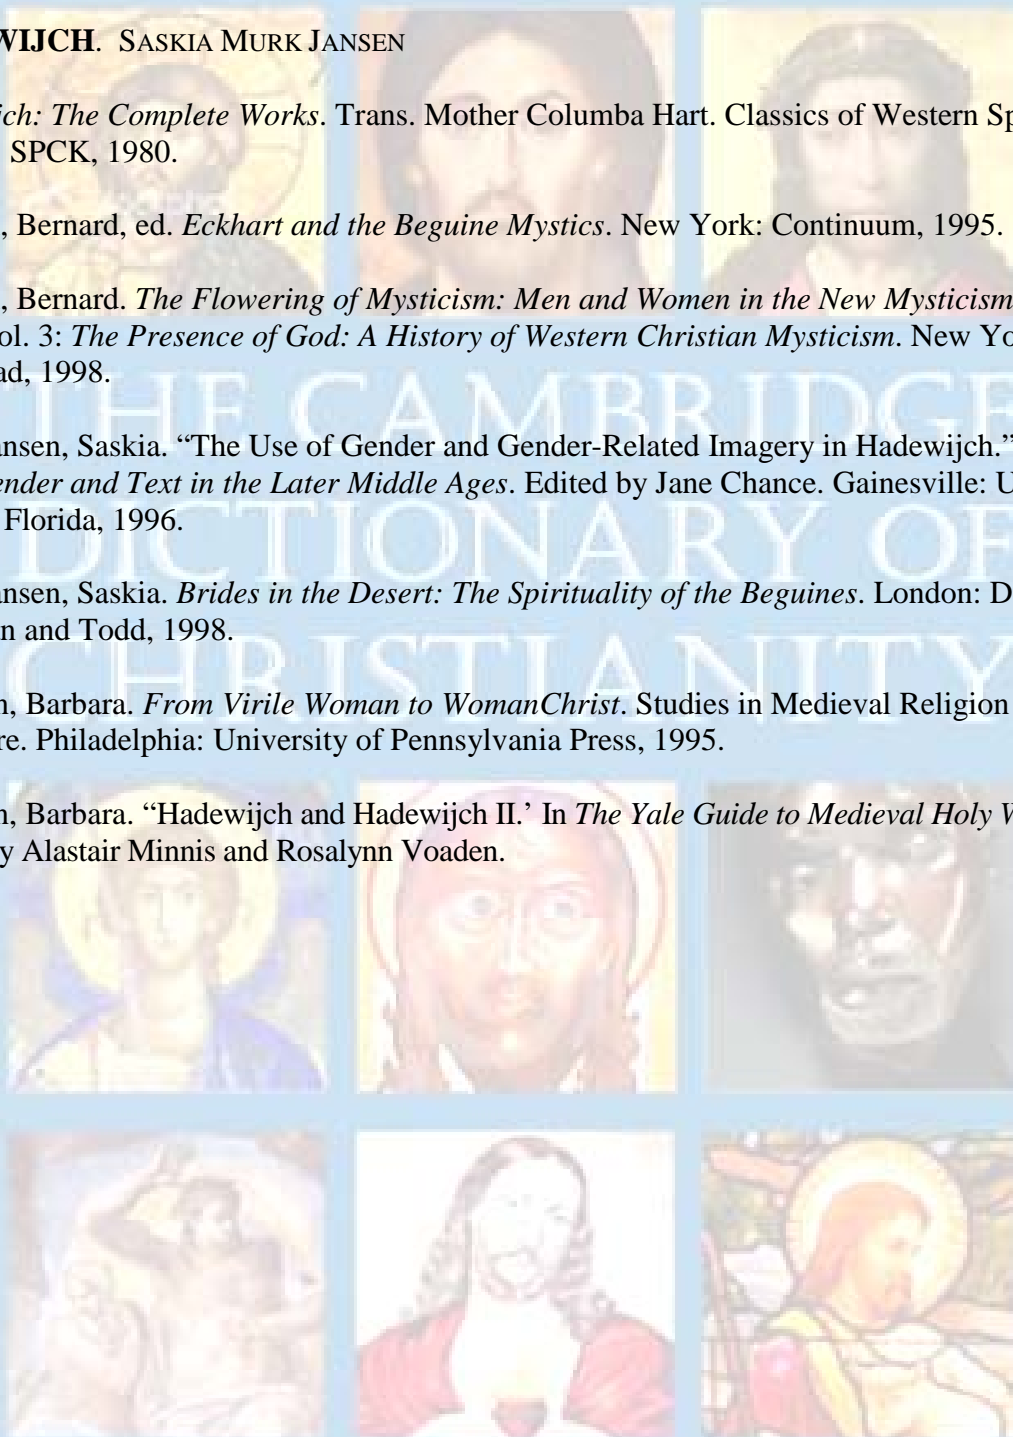 WIJCH. SASKIA MURK JANSEN
ich: The Complete Works. Trans. Mother Columba Hart. Classics of Western Sp
SPCK, 1980.
, Bernard, ed. Eckhart and the Beguine Mystics. New York: Continuum, 1995.
, Bernard. The Flowering of Mysticism: Men and Women in the New Mysticism
ol. 3: The Presence of God: A History of Western Christian Mysticism. New Yo
ad, 1998.
ansen, Saskia. “The Use of Gender and Gender-Related Imagery in Hadewijch.”
ender and Text in the Later Middle Ages. Edited by Jane Chance. Gainesville: U
Florida, 1996.
ansen, Saskia. Brides in the Desert: The Spirituality of the Beguines. London: D
n and Todd, 1998.
n, Barbara. From Virile Woman to WomanChrist. Studies in Medieval Religion
re. Philadelphia: University of Pennsylvania Press, 1995.
n, Barbara. “Hadewijch and Hadewijch II.’ In The Yale Guide to Medieval Holy W
y Alastair Minnis and Rosalynn Voaden.
THE CAMBRIDGE
DICTIONARY OF
CHRISTIANITY